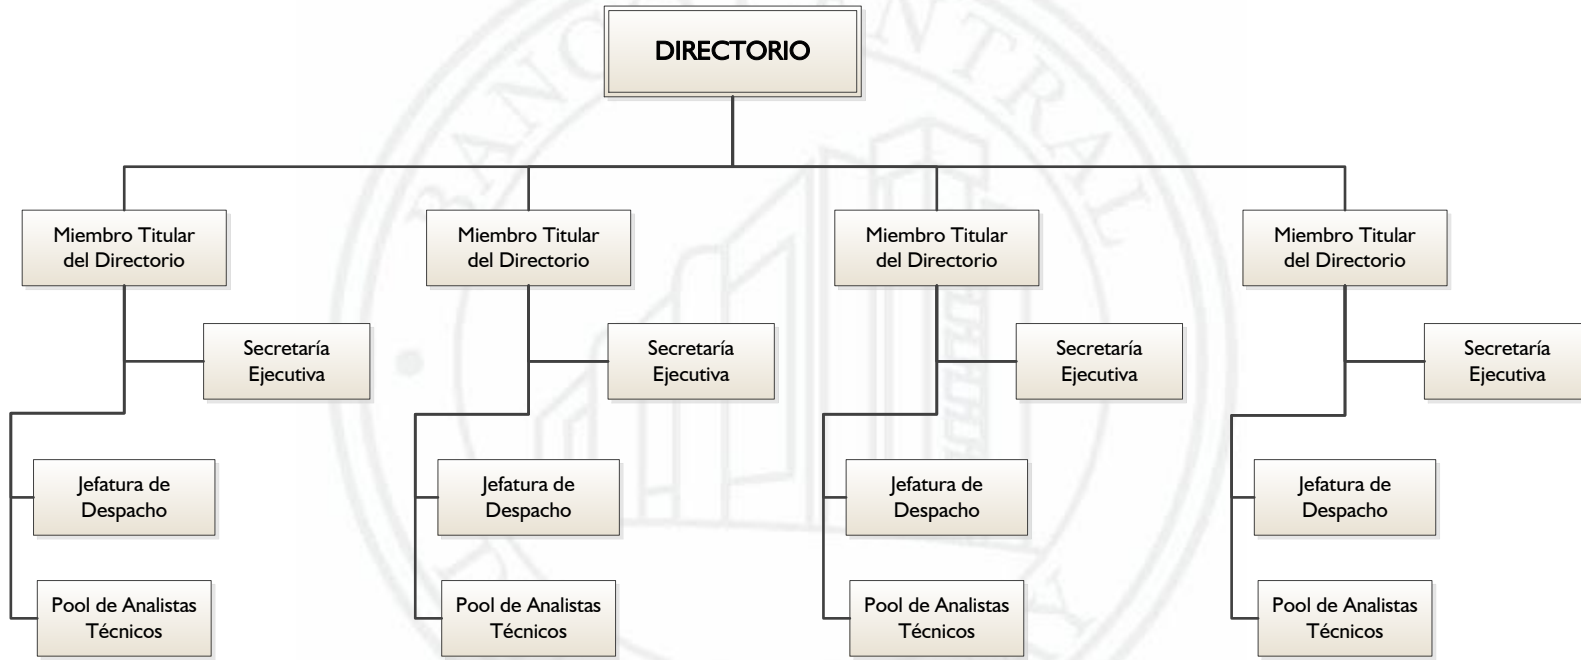 DIRECTORIO
Miembro Titular
del Directorio
Miembro Titular
del Directorio
Miembro Titular
del Directorio
Miembro Titular
del Directorio
Secretaría
Ejecutiva
Secretaría
Ejecutiva
Secretaría
Ejecutiva
Secretaría
Ejecutiva
Jefatura de
Despacho
Jefatura de
Despacho
Jefatura de
Despacho
Jefatura de
Despacho
Pool de Analistas
Técnicos
Pool de Analistas
Técnicos
Pool de Analistas
Técnicos
Pool de Analistas
Técnicos
BANCO CENTRAL